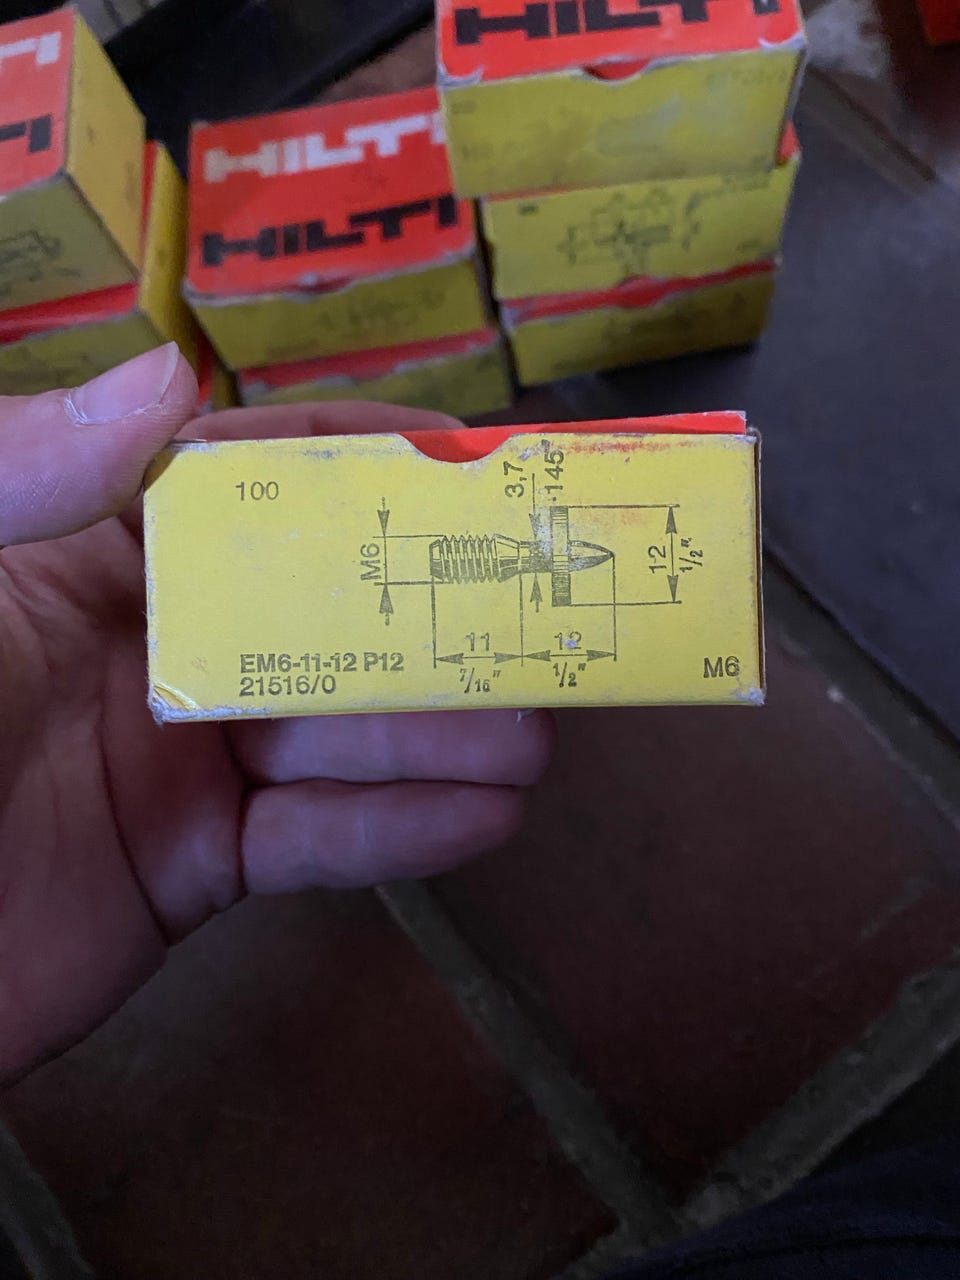 HILTI
HILTI
HILTI
100
3,7
.145"
M6
12
1/2"
11
12
7/16"
1/2"
EM6-11-12 P12
21516/0
M6